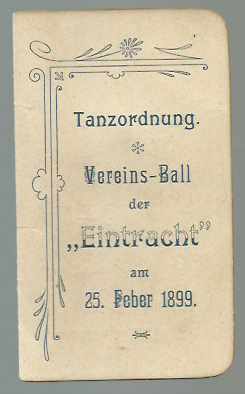 Tanzordnung.
Vereins-Ball
der
„Eintracht"
am
25. Feber 1899.